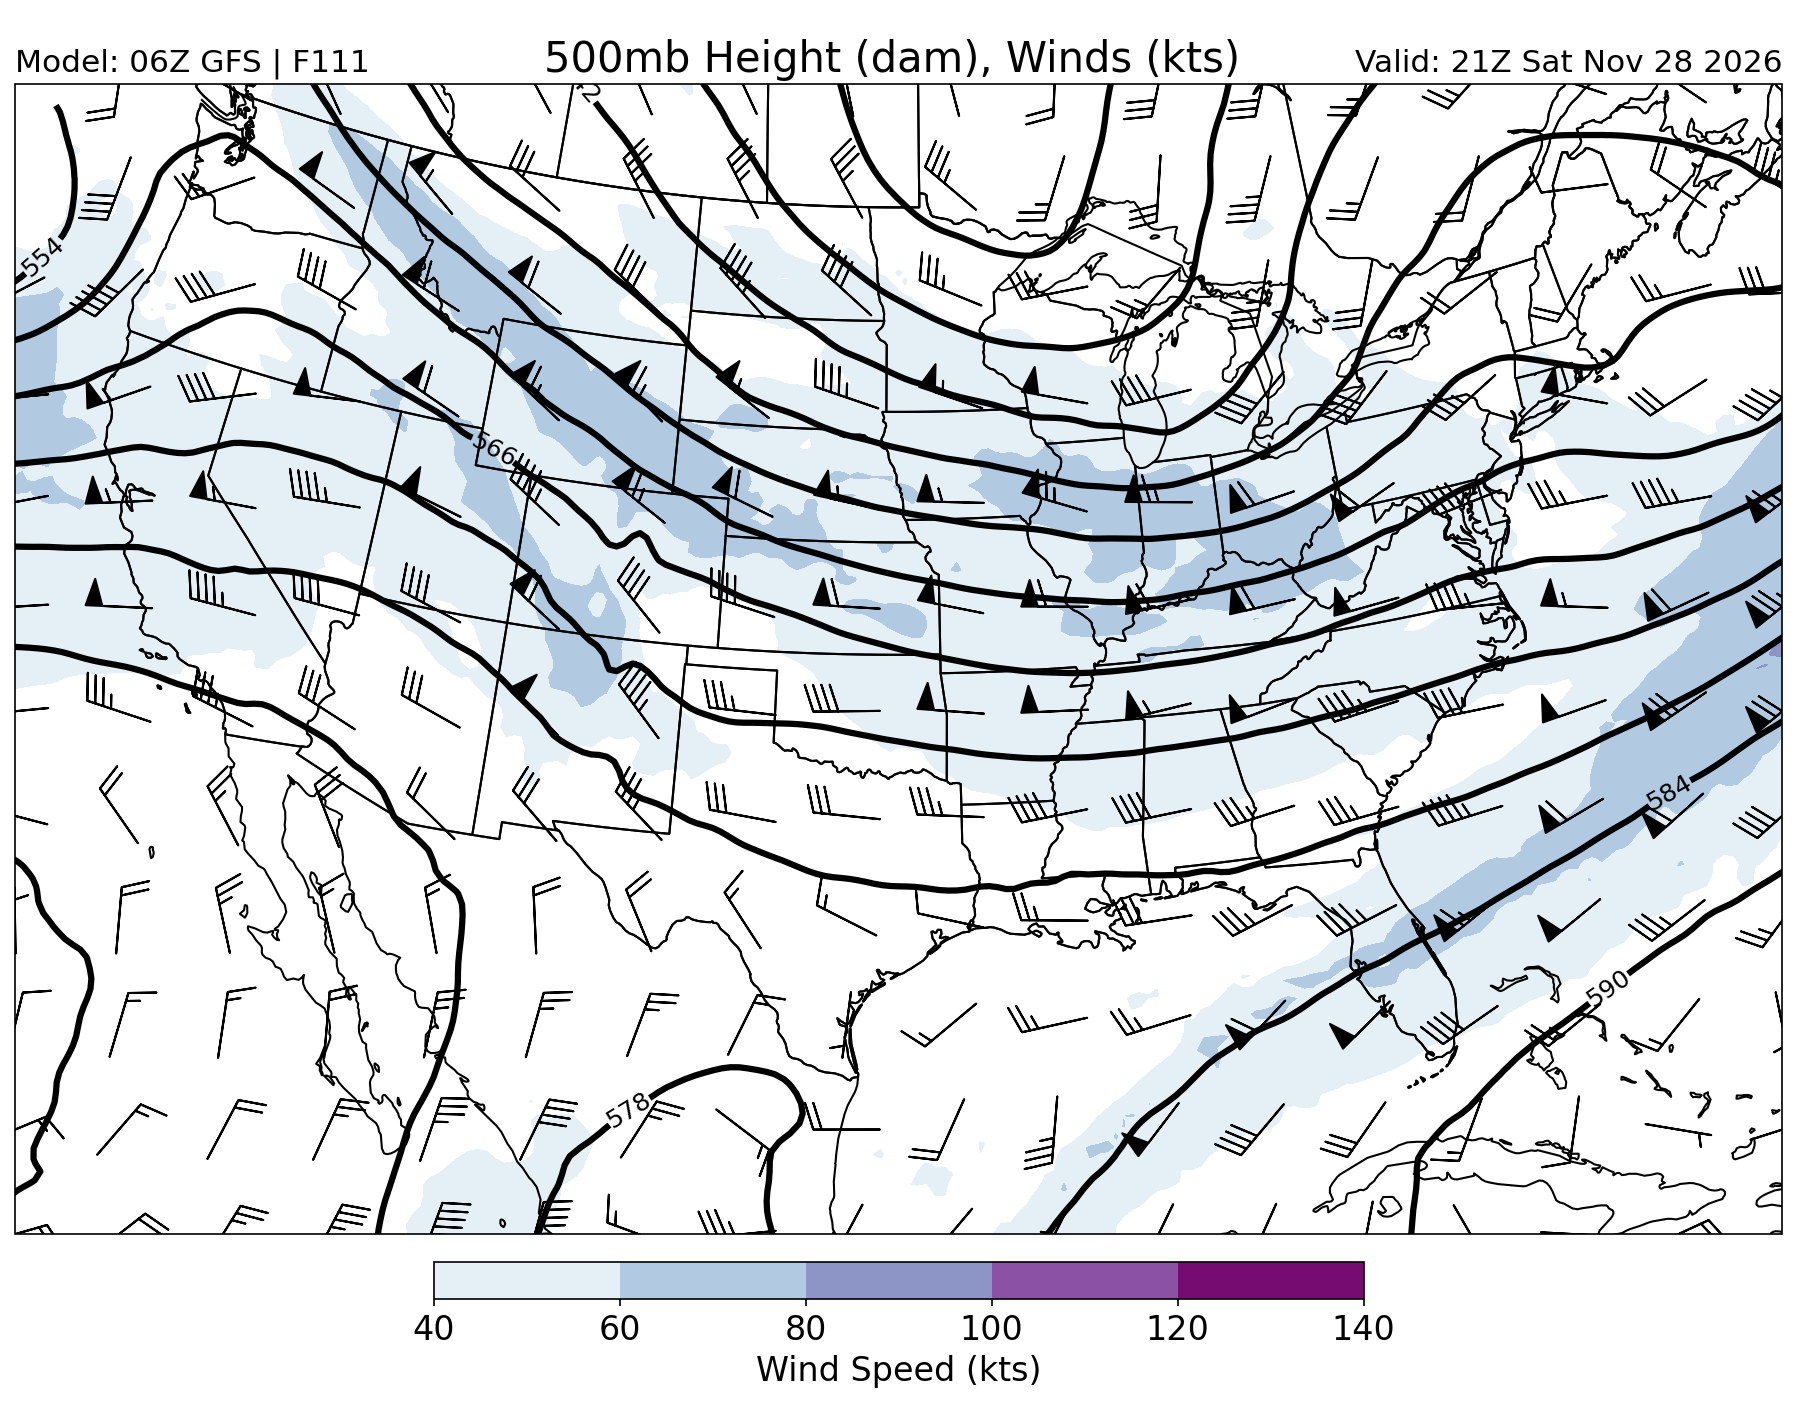 Model: 06Z GFS | F111
500mb Height (dam), Winds (kts)
Valid: 21Z Sat Nov 28 2026
554
566
584
590
578
40 60 80 100 120 140
Wind Speed (kts)